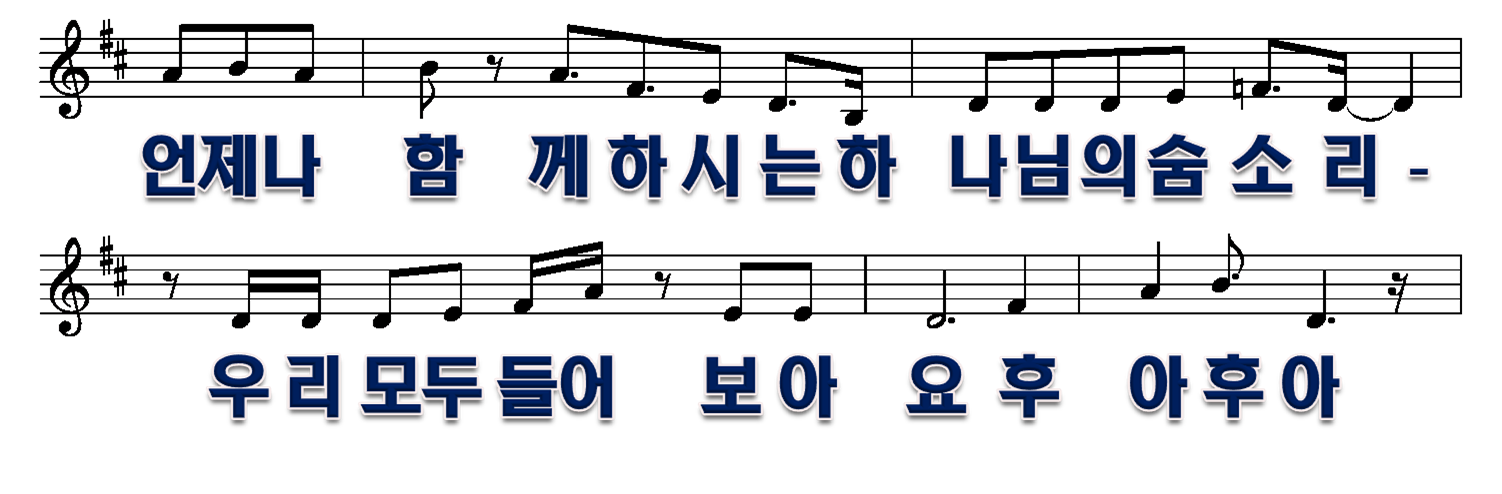 언제나 함 께 하 시 는 하 나님의숨 소 리 -
우 리 모두 들어 보 아 요 후 아 후 아